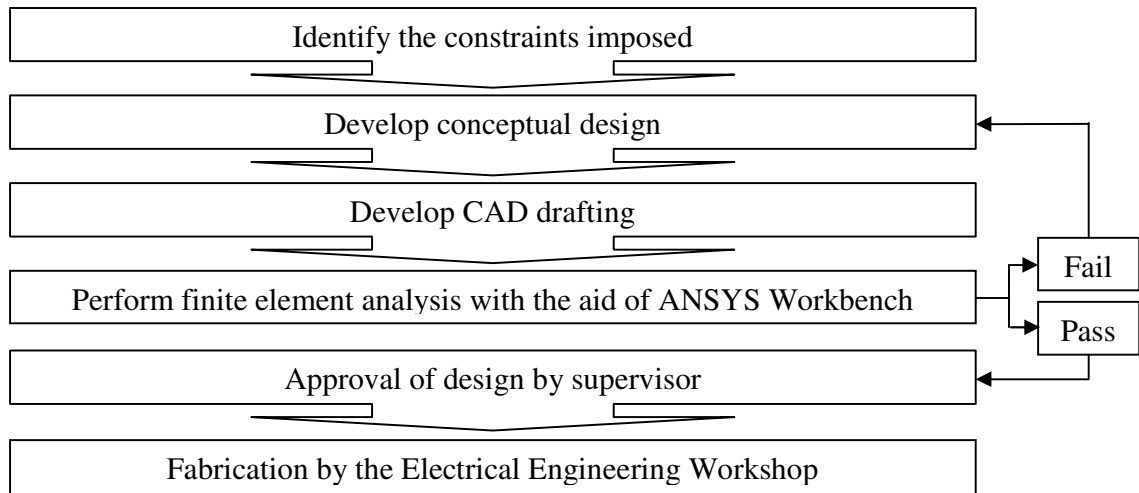 Identify the constraints imposed
Develop conceptual design
Develop CAD drafting
Perform finite element analysis with the aid of ANSYS Workbench
Fail
Pass
Approval of design by supervisor
Fabrication by the Electrical Engineering Workshop